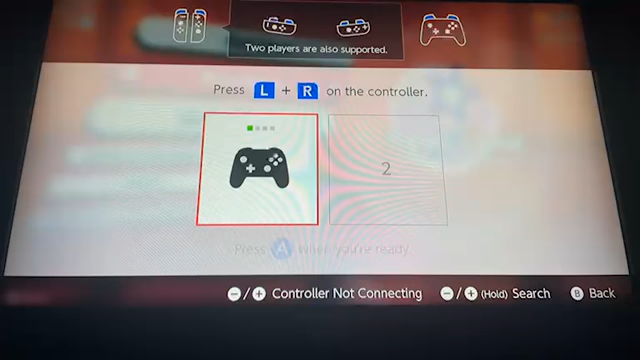 Two players are also supported.
Press L + R on the controller.
2
Press A when you're ready.
−/+ Controller Not Connecting −/+ (Hold) Search B Back